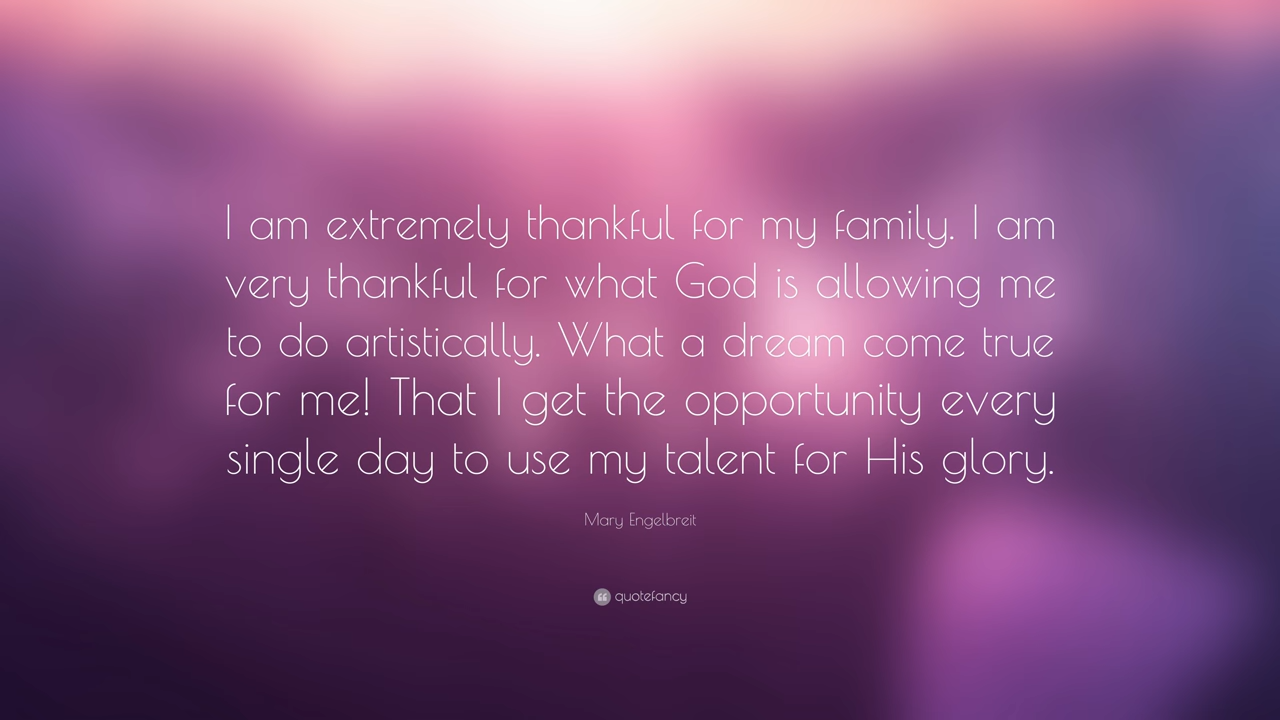 I am extremely thankful for my family. I am
very thankful for what God is allowing me
to do artistically. What a dream come true
for me! That I get the opportunity every
single day to use my talent for His glory.
Mary Engelbreit
quotefancy